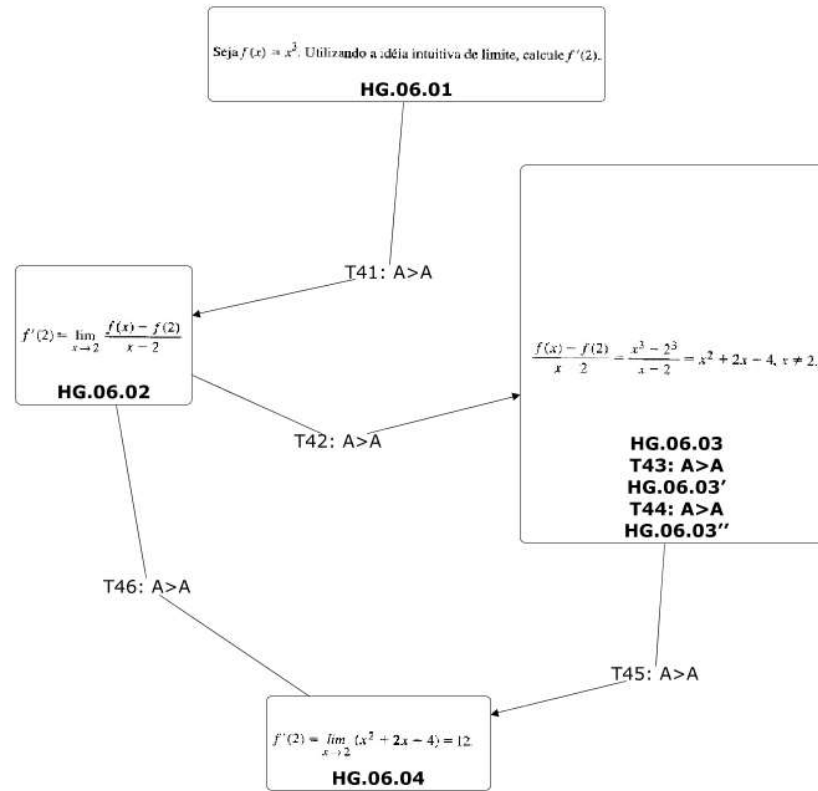 Seja f(x) = x³. Utilizando a idéia intuitiva de limite, calcule f'(2).
HG.06.01
T41: A>A
f'(2) = lim_{x→2} (f(x) − f(2))/(x − 2)
HG.06.02
T42: A>A
(f(x) − f(2))/(x 2) = (x³ − 2³)/(x − 2) = x² + 2x − 4, x ≠ 2.
HG.06.03
T43: A>A
HG.06.03'
T44: A>A
HG.06.03''
T46: A>A
T45: A>A
f'(2) = lim_{x→2} (x² + 2x − 4) = 12
HG.06.04